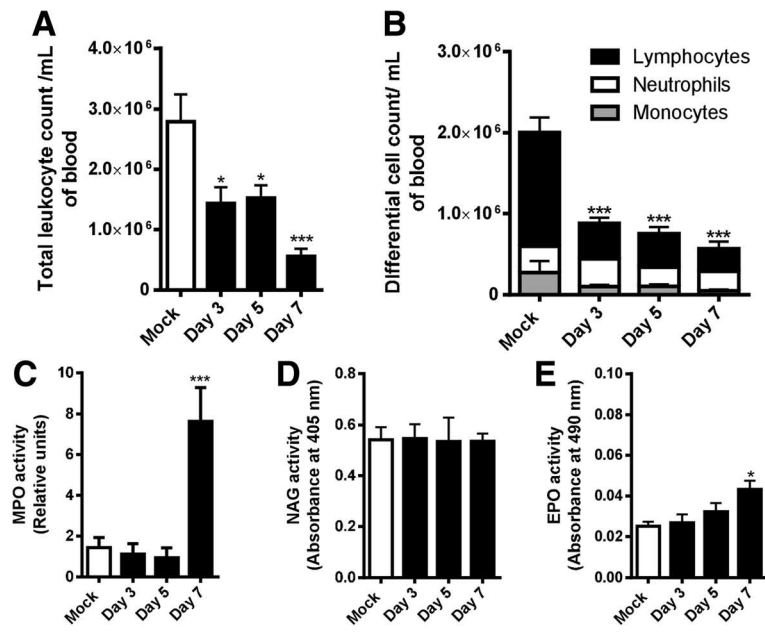 A
Total leukocyte count /mL
of blood
4.0×10⁶
3.0×10⁶
2.0×10⁶
1.0×10⁶
0
*
*
***
Mock
Day 3
Day 5
Day 7
B
Differential cell count/ mL
of blood
3.0×10⁶
2.0×10⁶
1.0×10⁶
0
Lymphocytes
Neutrophils
Monocytes
***
***
***
Mock
Day 3
Day 5
Day 7
C
MPO activity
(Relative units)
10
8
6
4
2
0
***
Mock
Day 3
Day 5
Day 7
D
NAG activity
(Absorbance at 405 nm)
0.8
0.6
0.4
0.2
0.0
Mock
Day 3
Day 5
Day 7
E
EPO activity
(Absorbance at 490 nm)
0.10
0.08
0.06
0.04
0.02
0.00
*
Mock
Day 3
Day 5
Day 7